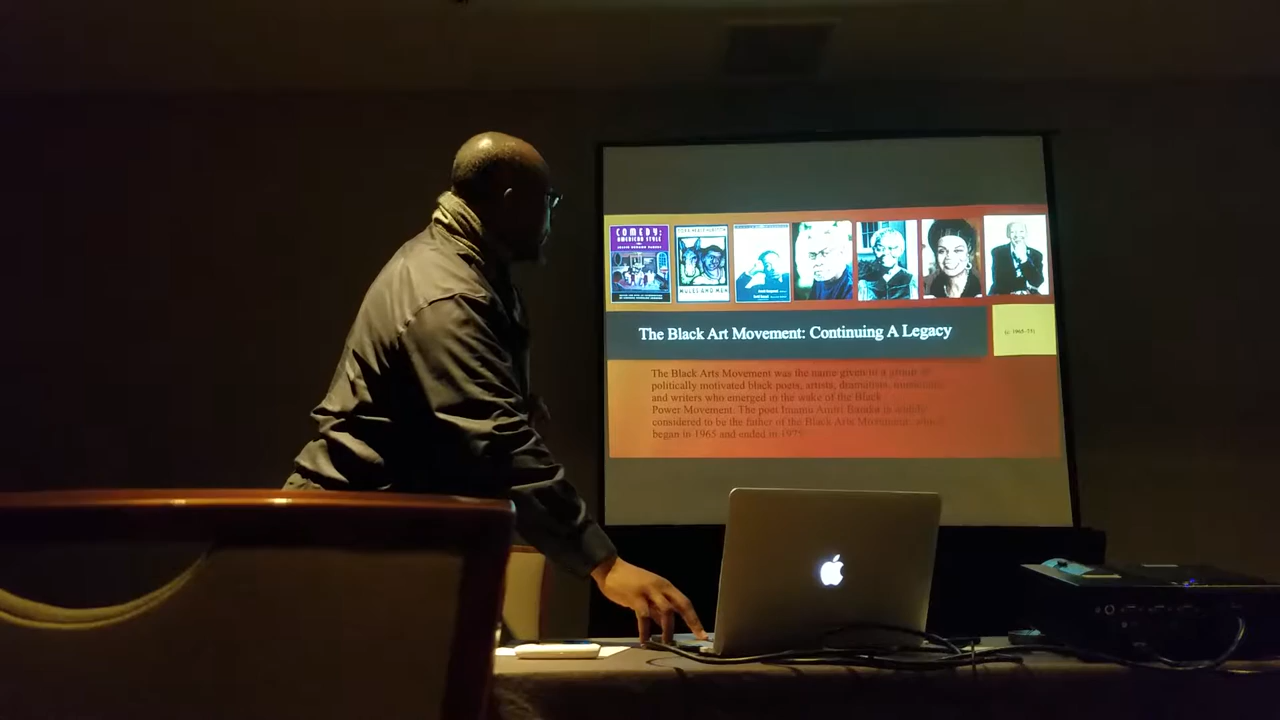 COMEDY:
AMERICAN STYLE
MULES AND MEN
The Black Art Movement: Continuing A Legacy
(c. 1965-75)
The Black Arts Movement was the name given to a group of
politically motivated black poets, artists, dramatists,
and writers who emerged in the wake of the Black
Power Movement. The poet Imamu Amiri Baraka is widely
considered to be the father of the Black Arts Movement, which
began in 1965 and ended in 1975.